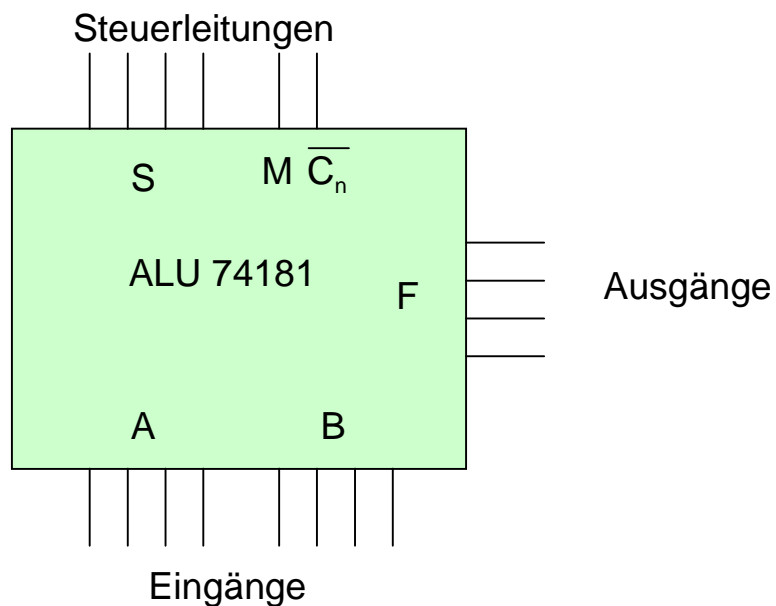 Steuerleitungen
S M C̅n̅
ALU 74181
F
Ausgänge
A B
Eingänge